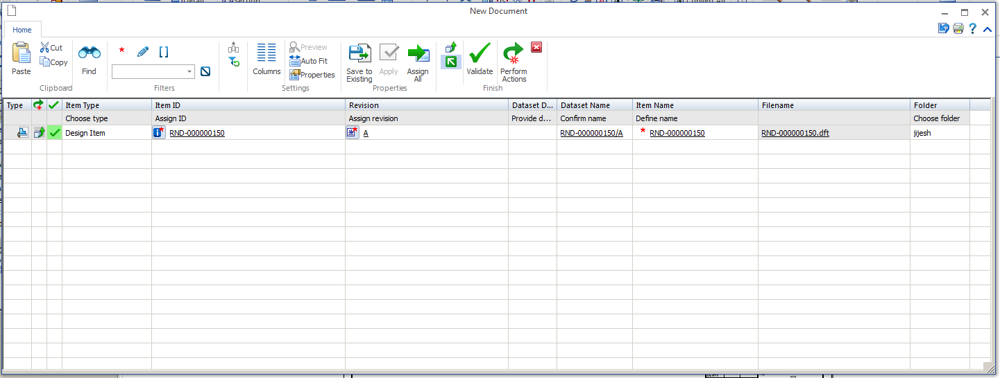 New Document
Home
Paste
Cut
Copy
Clipboard
Find
Filters
Columns
Preview
Auto Fit
Properties
Settings
Save to Existing
Apply
Assign All
Properties
Validate
Perform Actions
Finish
Type Item Type Item ID Revision Dataset D... Dataset Name Item Name Filename Folder
Choose type Assign ID Assign revision Provide d... Confirm name Define name Choose folder
Design Item RND-000000150 A RND-000000150/A * RND-000000150 RND-000000150.dft jijesh